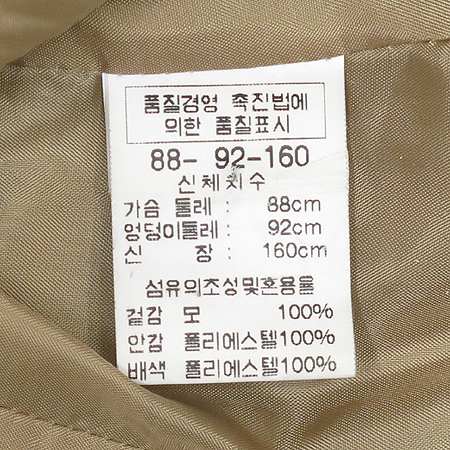 품질경영 촉진법에
의한 품질표시
88- 92-160
신체치수
가슴 둘레 : 88cm
엉덩이둘레 : 92cm
신 장 : 160cm
섬유의조성및혼용율
겉감 모 100%
안감 폴리에스텔100%
배색 폴리에스텔100%